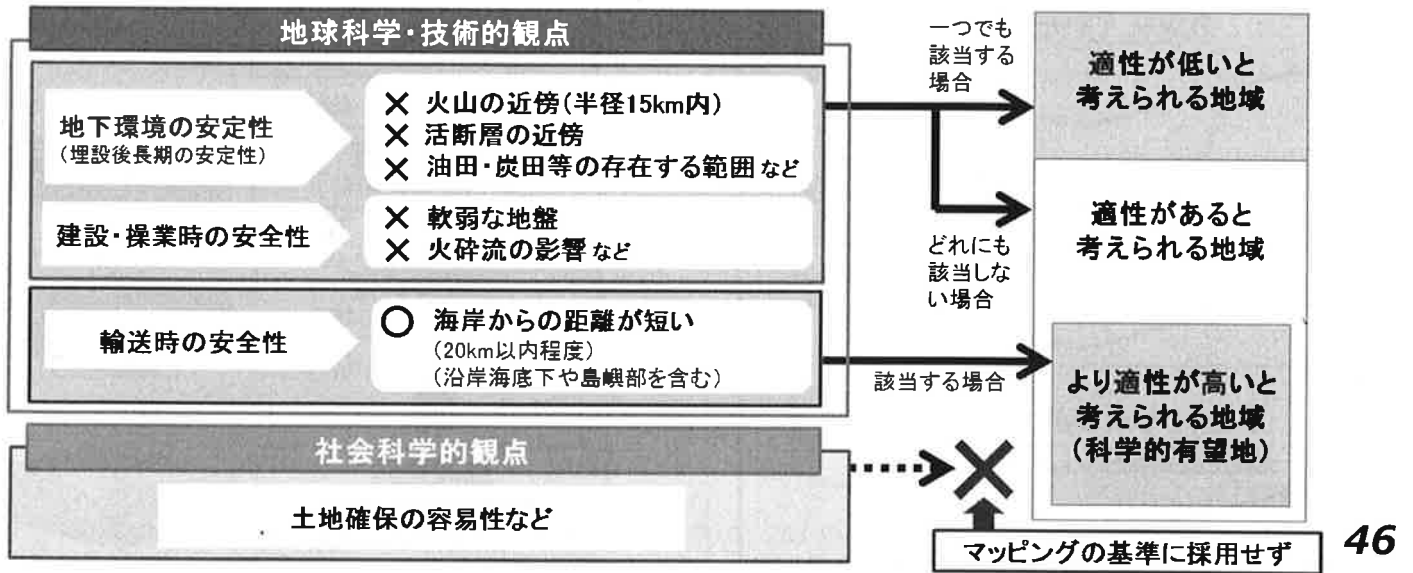 地球科学・技術的観点
地下環境の安定性
（埋設後長期の安定性）
× 火山の近傍（半径15km内）
× 活断層の近傍
× 油田・炭田等の存在する範囲 など
建設・操業時の安全性
× 軟弱な地盤
× 火砕流の影響 など
輸送時の安全性
○ 海岸からの距離が短い
（20km以内程度）
（沿岸海底下や島嶼部を含む）
一つでも
該当する
場合
どれにも
該当しな
い場合
該当する場合
適性が低いと
考えられる地域
適性があると
考えられる地域
より適性が高いと
考えられる地域
（科学的有望地）
社会科学的観点
土地確保の容易性など
マッピングの基準に採用せず
46